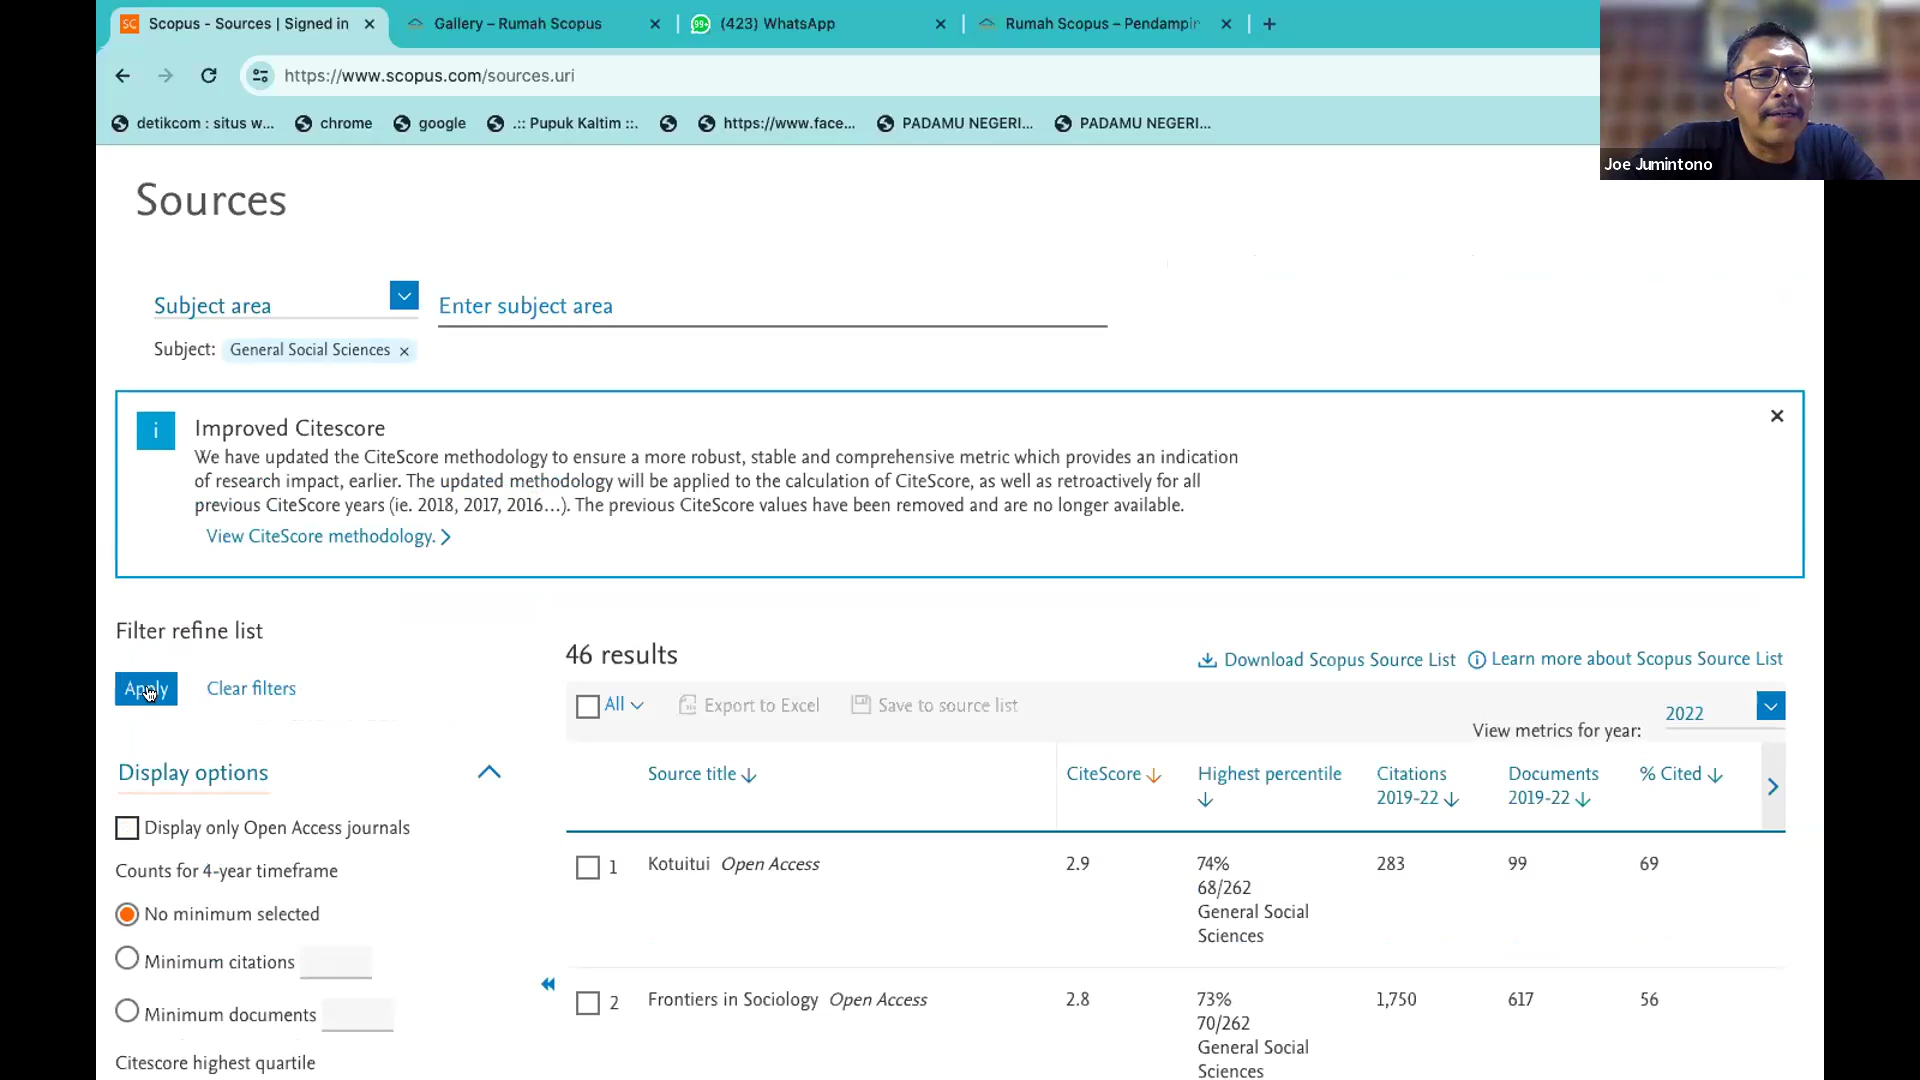 Scopus - Sources | Signed in
Gallery – Rumah Scopus
99+ (423) WhatsApp
Rumah Scopus – Pendampin
https://www.scopus.com/sources.uri
detikcom : situs w...
chrome
google
.:: Pupuk Kaltim ::.
https://www.face...
PADAMU NEGERI...
PADAMU NEGERI...
Joe Jumintono
Sources
Subject area
Enter subject area
Subject: General Social Sciences ×
i
Improved Citescore
We have updated the CiteScore methodology to ensure a more robust, stable and comprehensive metric which provides an indication
of research impact, earlier. The updated methodology will be applied to the calculation of CiteScore, as well as retroactively for all
previous CiteScore years (ie. 2018, 2017, 2016...). The previous CiteScore values have been removed and are no longer available.
View CiteScore methodology.
Filter refine list
Apply
Clear filters
Display options
Display only Open Access journals
Counts for 4-year timeframe
No minimum selected
Minimum citations
Minimum documents
Citescore highest quartile
46 results
Download Scopus Source List
Learn more about Scopus Source List
All
Export to Excel
Save to source list
View metrics for year:
2022
Source title
CiteScore
Highest percentile
Citations
2019-22
Documents
2019-22
% Cited
1 Kotuitui Open Access 2.9 74% 283 99 69
68/262
General Social
Sciences
2 Frontiers in Sociology Open Access 2.8 73% 1,750 617 56
70/262
General Social
Sciences